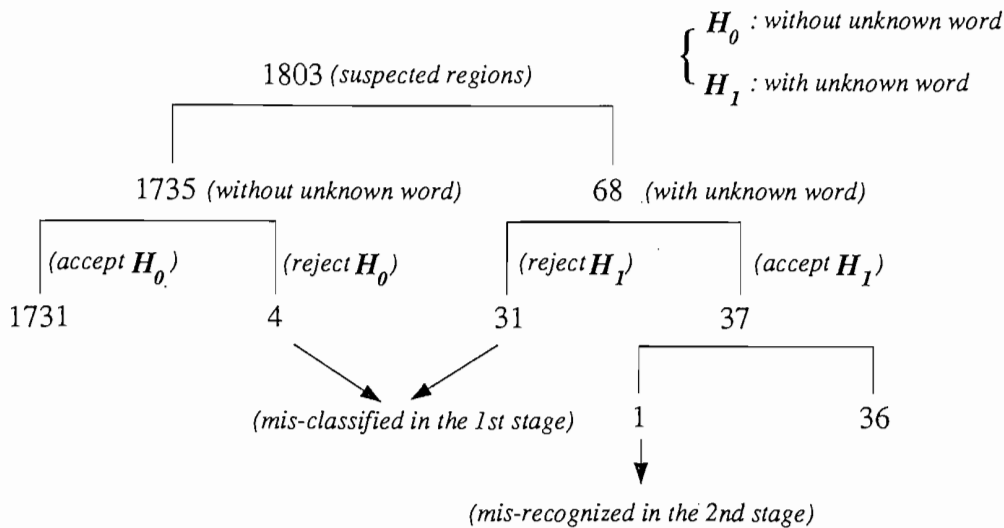 H₀ : without unknown word
1803 (suspected regions)
H₁ : with unknown word
1735 (without unknown word) 68 (with unknown word)
(accept H₀) (reject H₀) (reject H₁) (accept H₁)
1731 4 31 37
(mis-classified in the 1st stage) 1 36
(mis-recognized in the 2nd stage)